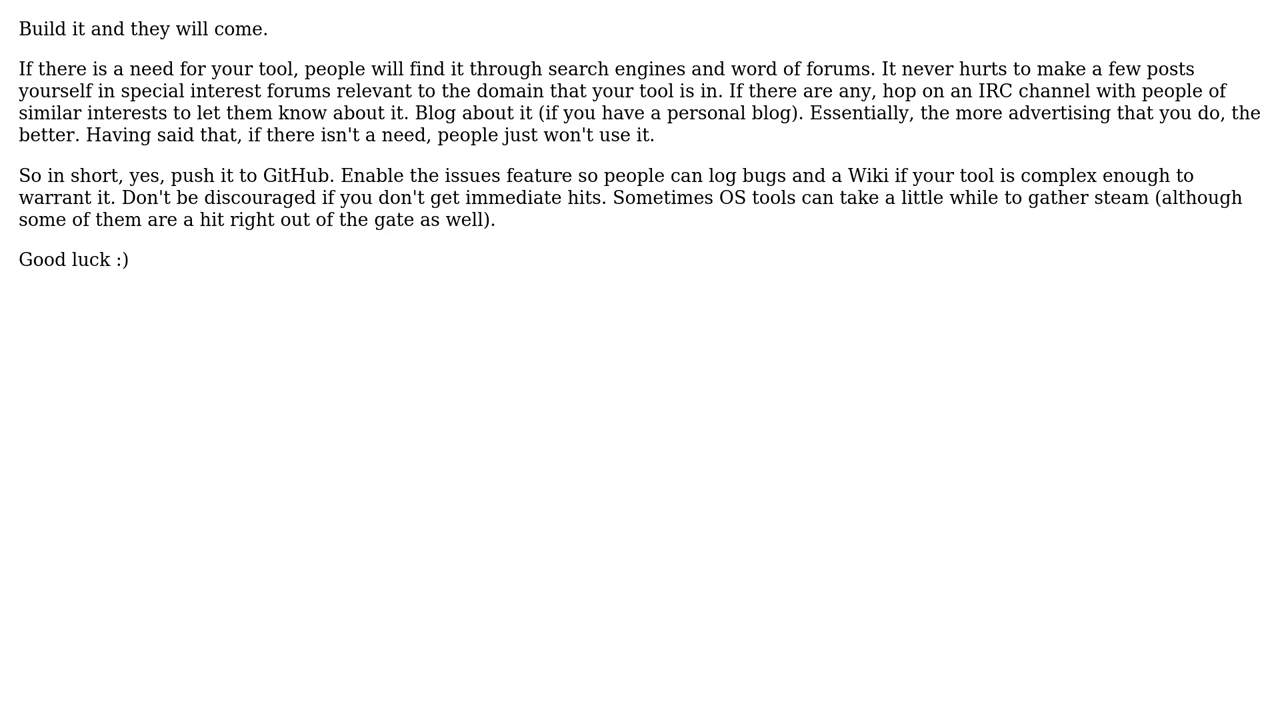 Build it and they will come.
If there is a need for your tool, people will find it through search engines and word of forums. It never hurts to make a few posts
yourself in special interest forums relevant to the domain that your tool is in. If there are any, hop on an IRC channel with people of
similar interests to let them know about it. Blog about it (if you have a personal blog). Essentially, the more advertising that you do, the
better. Having said that, if there isn't a need, people just won't use it.
So in short, yes, push it to GitHub. Enable the issues feature so people can log bugs and a Wiki if your tool is complex enough to
warrant it. Don't be discouraged if you don't get immediate hits. Sometimes OS tools can take a little while to gather steam (although
some of them are a hit right out of the gate as well).
Good luck :)